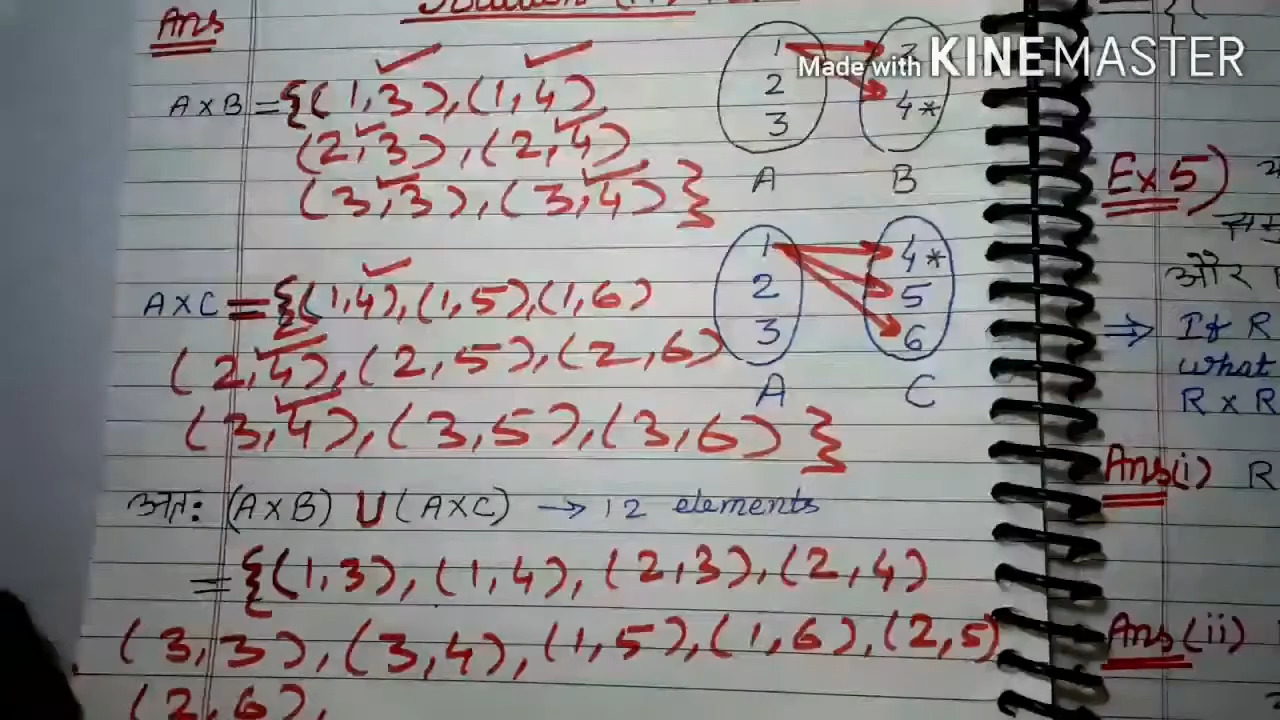 Ans
A×B = {(1,3),(1,4),
(2,3),(2,4)
(3,3),(3,4)}
1
2
3
A
3
4*
B
Made with KINEMASTER
A×C = {(1,4),(1,5),(1,6)
(2,4),(2,5),(2,6)
(3,4),(3,5),(3,6)}
1
2
3
A
4*
5
6
C
अतः (A×B) U (A×C) → 12 elements
= {(1,3),(1,4),(2,3),(2,4)
(3,3),(3,4),(1,5),(1,6),(2,5)
(2,6),
Ex 5)
और
⇒ If R
what
R×R
Ans(i) R
Ans(ii)